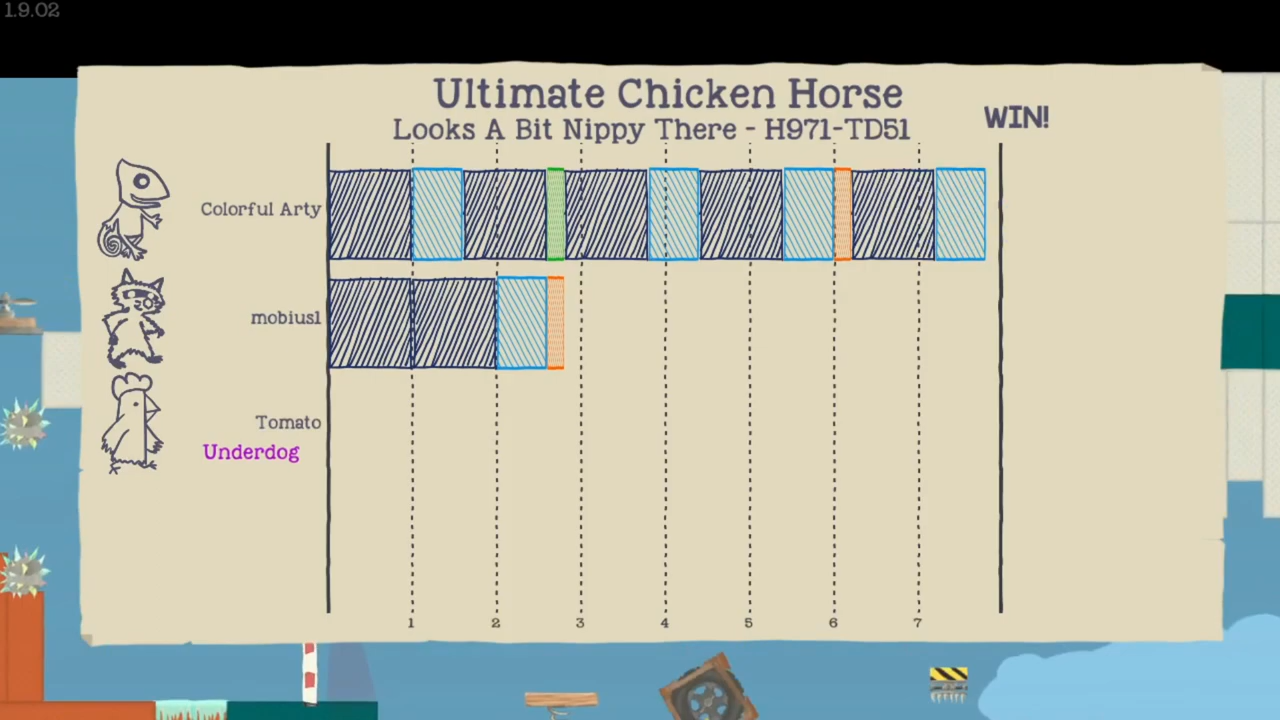 1.9.02
Ultimate Chicken Horse
Looks A Bit Nippy There - H971-TD51
WIN!
Colorful Arty
mobius1
Tomato
Underdog
1 2 3 4 5 6 7